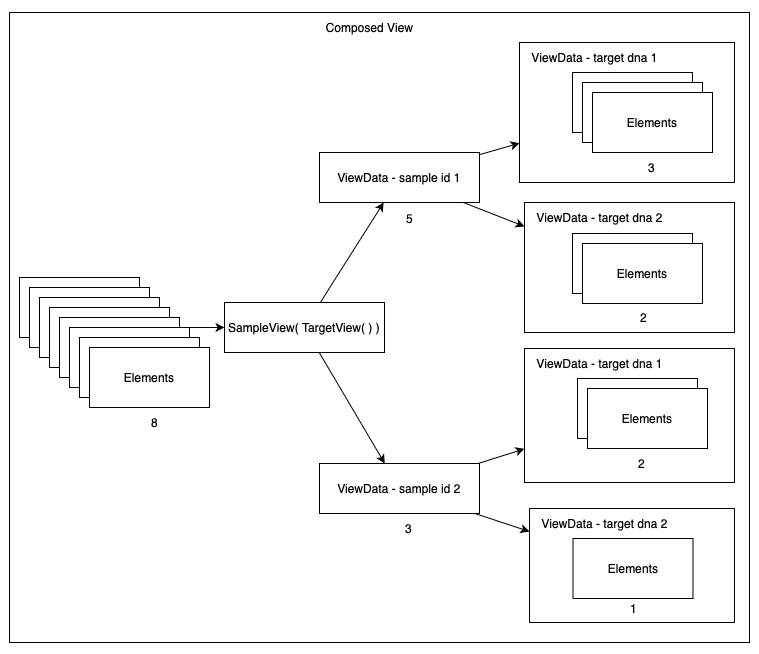 Composed View
ViewData - target dna 1
Elements
3
ViewData - sample id 1
5
ViewData - target dna 2
Elements
2
SampleView( TargetView( ) )
Elements
8
ViewData - target dna 1
Elements
2
ViewData - sample id 2
3
ViewData - target dna 2
Elements
1